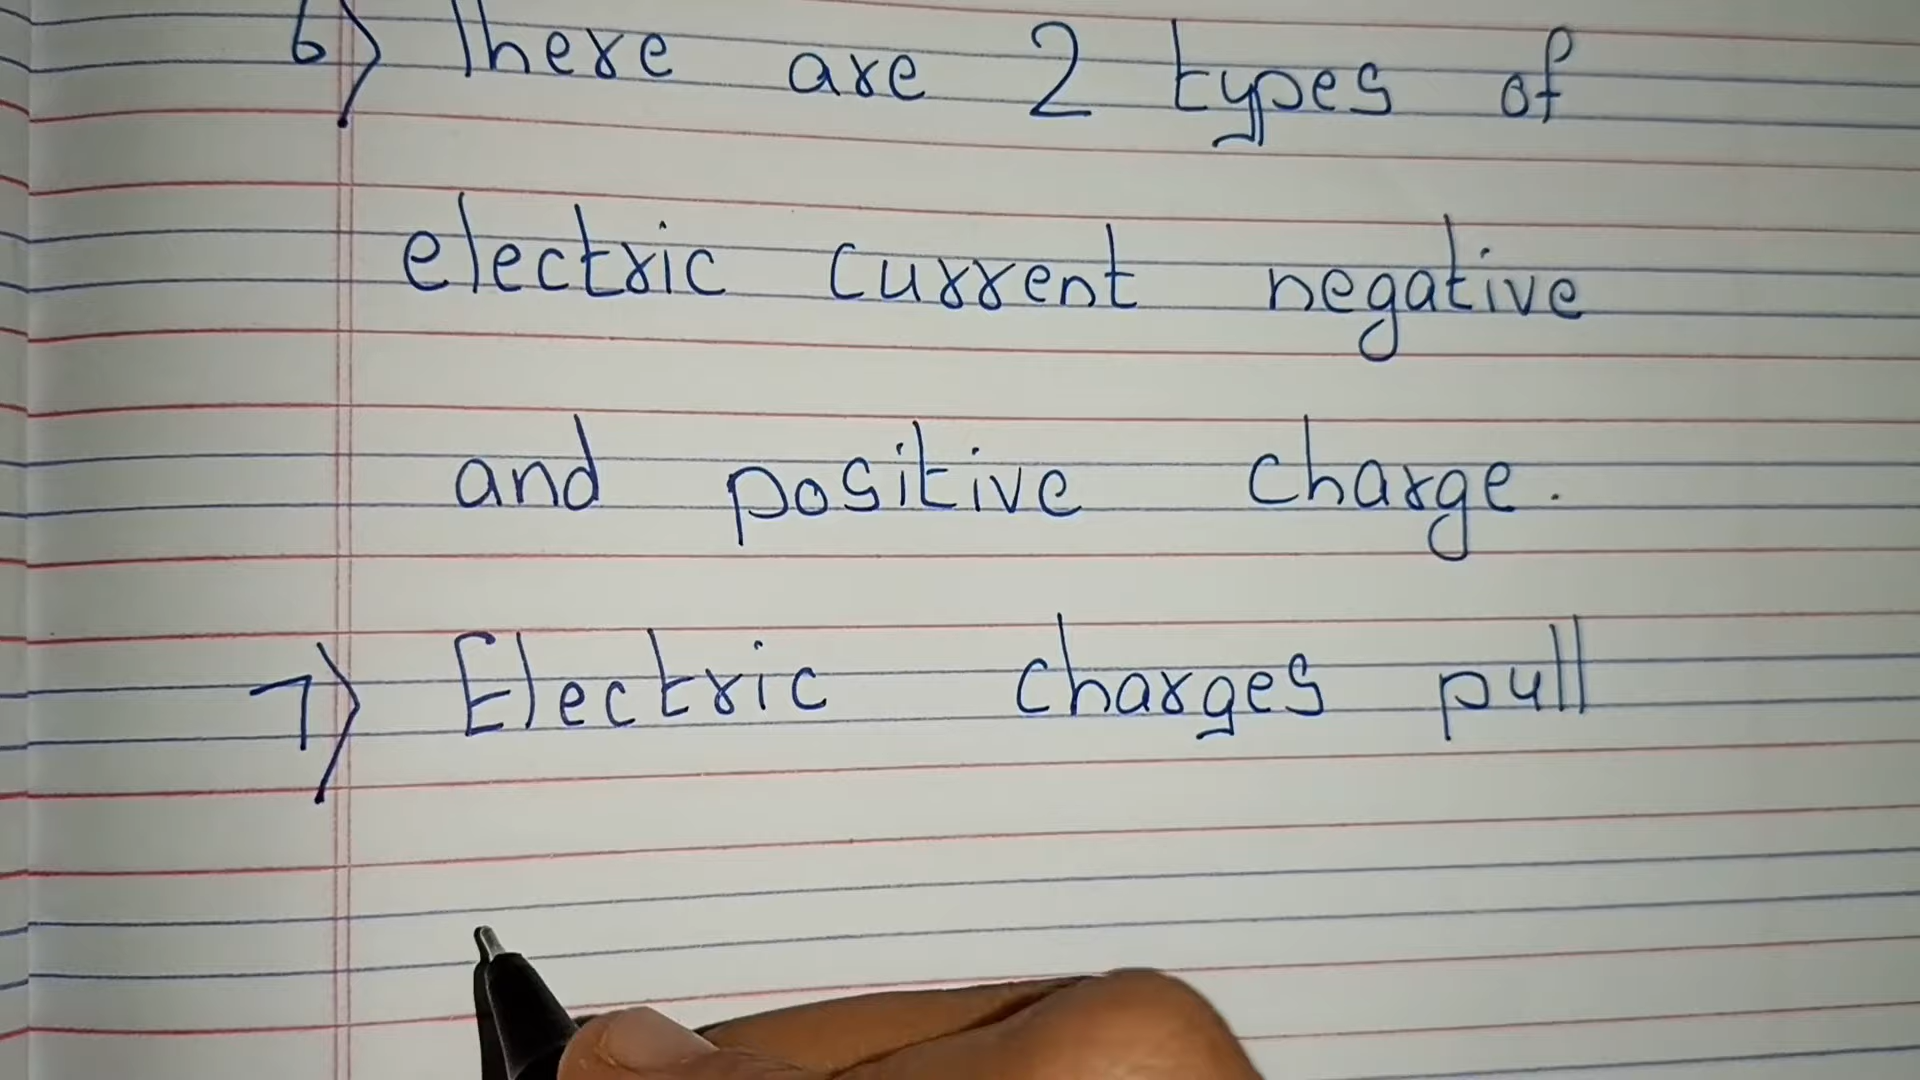 6) There are 2 types of
electric current negative
and positive charge.
7) Electric charges pull